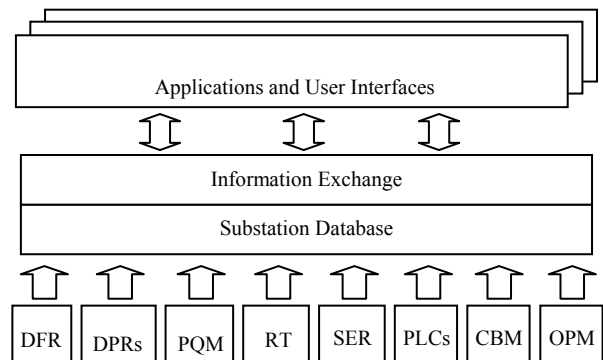 Applications and User Interfaces
Information Exchange
Substation Database
DFR DPRs PQM RT SER PLCs CBM OPM